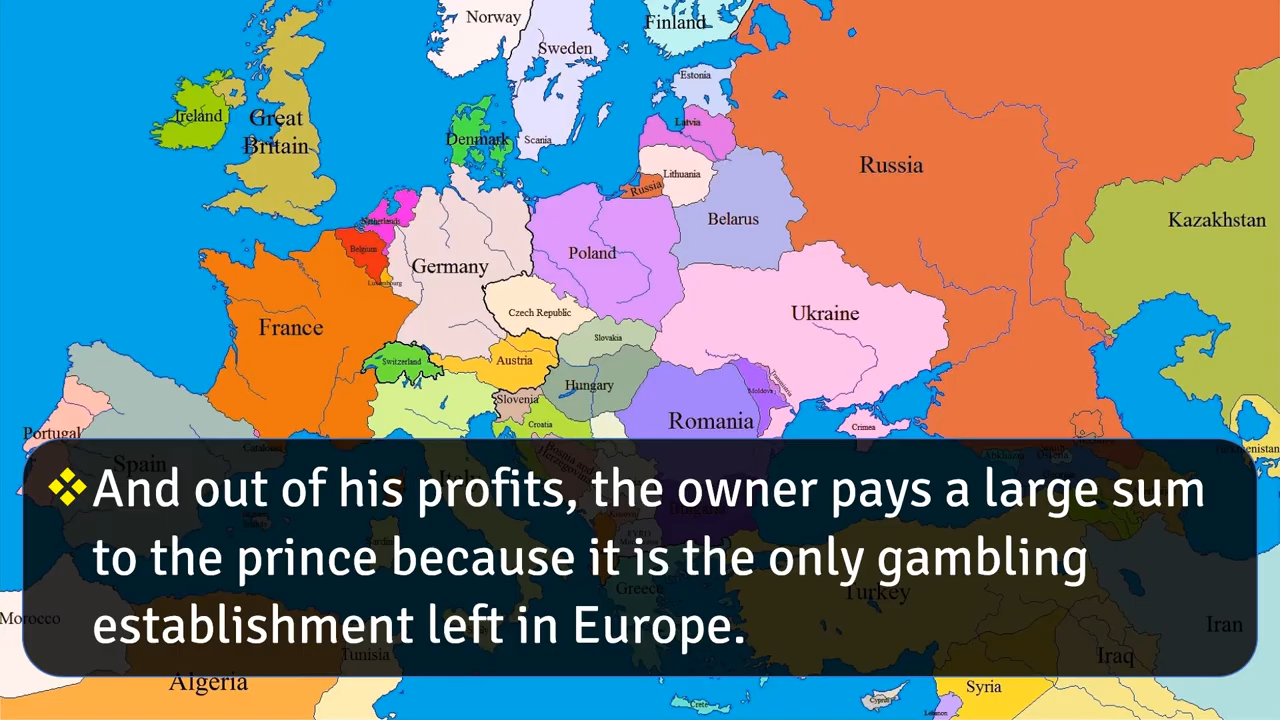 Norway
Finland
Sweden
Estonia
Ireland
Great
Britain
Latvia
Denmark
Scania
Russia
Lithuania
Russia
Kazakhstan
Netherlands
Belarus
Belgium
Germany
Poland
Luxembourg
Czech Republic
Ukraine
France
Slovakia
Switzerland
Austria
Hungary
Moldova
Slovenia
Croatia
Romania
Crimea
Portugal
Spain
And out of his profits, the owner pays a large sum
to the prince because it is the only gambling
establishment left in Europe.
Greece
Turkey
Morocco
Iran
Tunisia
Iraq
Algeria
Syria
Crete
Cyprus
Lebanon